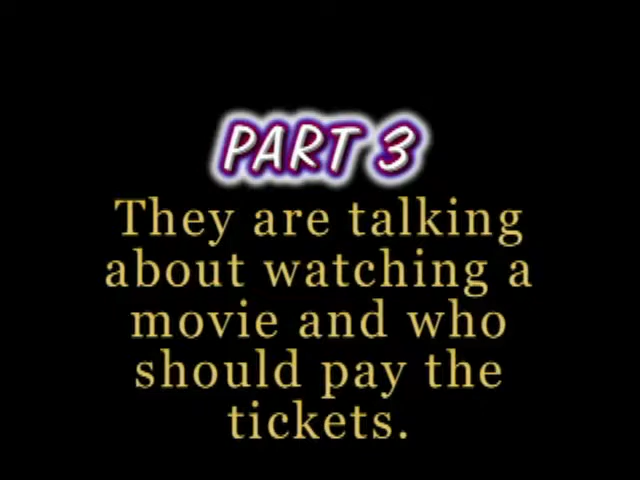 PART 3
They are talking
about watching a
movie and who
should pay the
tickets.